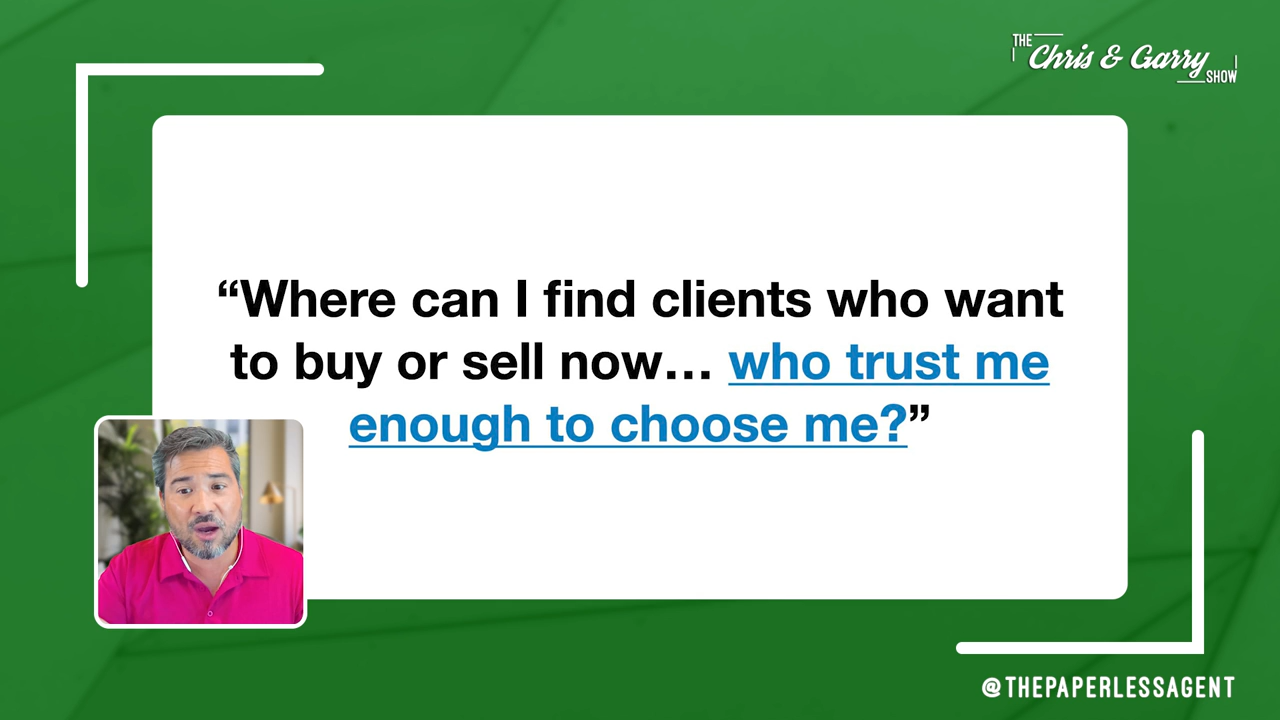 THE
Chris & Garry
SHOW
“Where can I find clients who want
to buy or sell now… who trust me
enough to choose me?”
@THEPAPERLESSAGENT